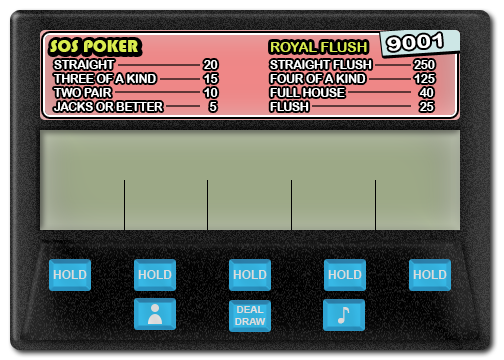 SOS POKER
STRAIGHT 20
THREE OF A KIND 15
TWO PAIR 10
JACKS OR BETTER 5
ROYAL FLUSH 9001
STRAIGHT FLUSH 250
FOUR OF A KIND 125
FULL HOUSE 40
FLUSH 25
HOLD HOLD HOLD HOLD HOLD
DEAL
DRAW